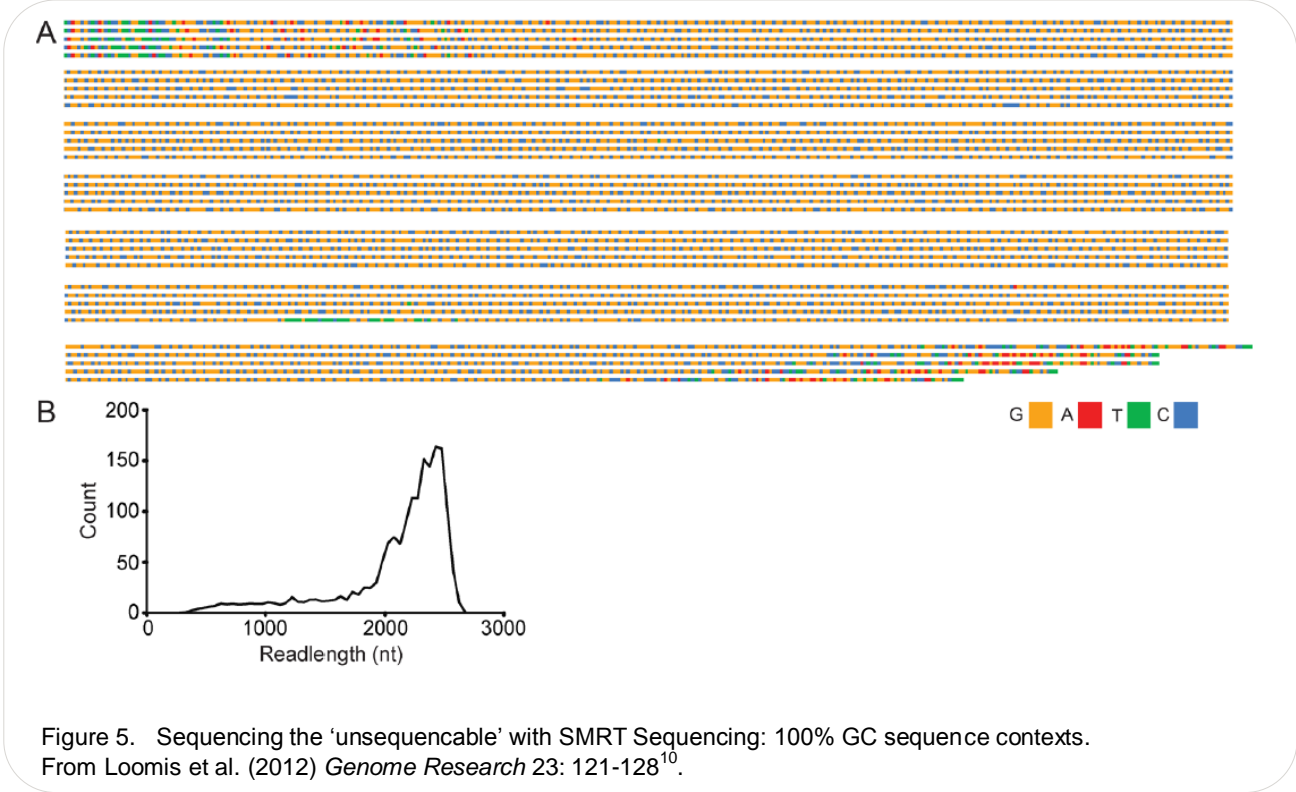 A
B
200
150
100
50
0
Count
0 1000 2000 3000
Readlength (nt)
G A T C
Figure 5. Sequencing the ‘unsequencable’ with SMRT Sequencing: 100% GC sequence contexts.
From Loomis et al. (2012) Genome Research 23: 121-128¹⁰.